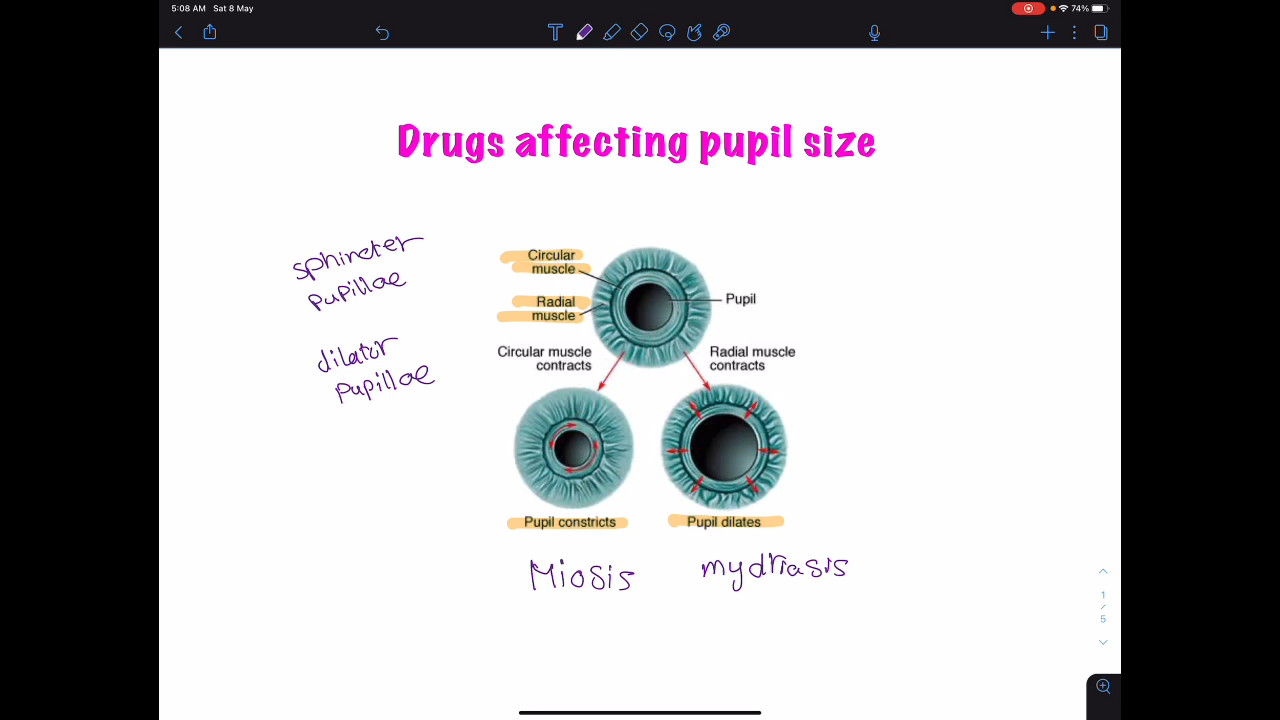 5:08 AM Sat 8 May
74%
Drugs affecting pupil size
sphincter
pupillae
dilator
pupillae
Circular
muscle
Radial
muscle
Pupil
Circular muscle
contracts
Radial muscle
contracts
Pupil constricts
Pupil dilates
Miosis
mydriasis
1
/
5